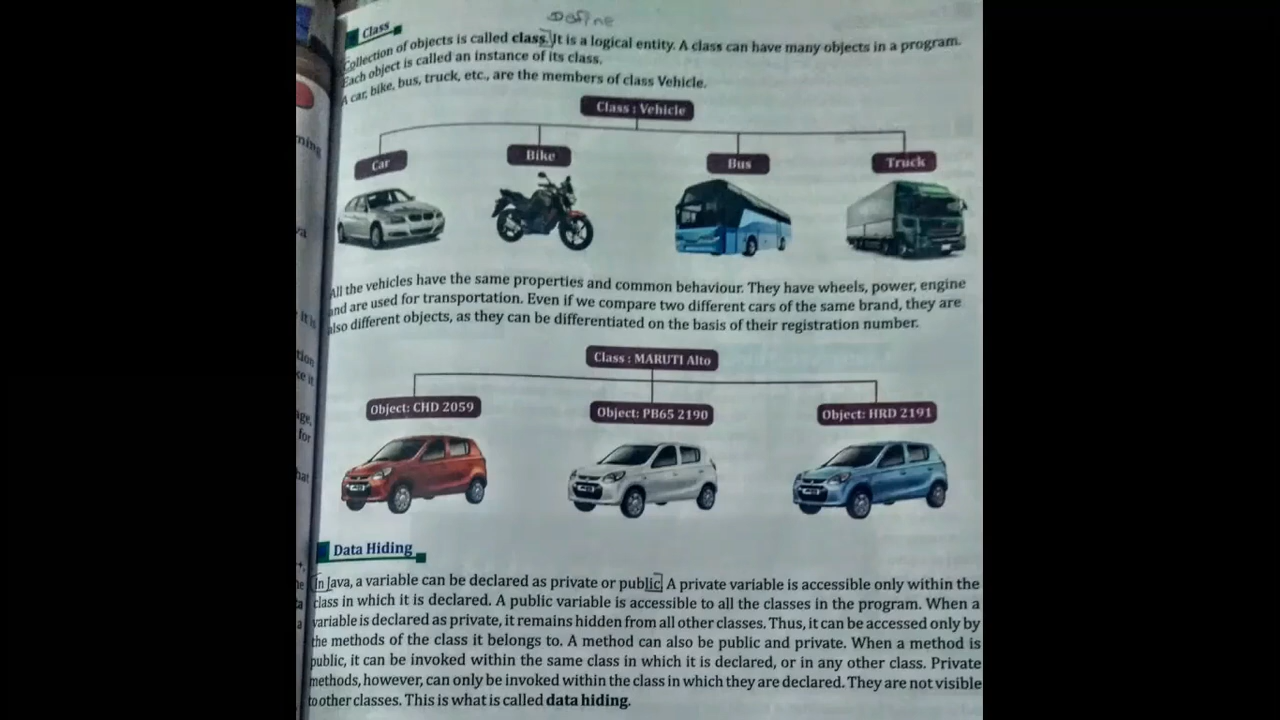 Define
Class
Collection of objects is called class. It is a logical entity. A class can have many objects in a program.
Each object is called an instance of its class.
A car, bike, bus, truck, etc., are the members of class Vehicle.
Class : Vehicle
Car Bike Bus Truck
All the vehicles have the same properties and common behaviour. They have wheels, power, engine
and are used for transportation. Even if we compare two different cars of the same brand, they are
also different objects, as they can be differentiated on the basis of their registration number.
Class : MARUTI Alto
Object: CHD 2059 Object: PB65 2190 Object: HRD 2191
Data Hiding
In Java, a variable can be declared as private or public. A private variable is accessible only within the
class in which it is declared. A public variable is accessible to all the classes in the program. When a
variable is declared as private, it remains hidden from all other classes. Thus, it can be accessed only by
the methods of the class it belongs to. A method can also be public and private. When a method is
public, it can be invoked within the same class in which it is declared, or in any other class. Private
methods, however, can only be invoked within the class in which they are declared. They are not visible
to other classes. This is what is called data hiding.